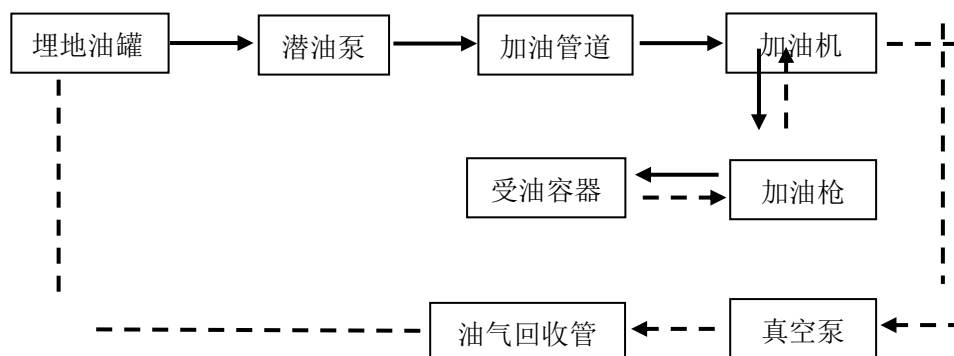 埋地油罐
潜油泵
加油管道
加油机
受油容器
加油枪
油气回收管
真空泵